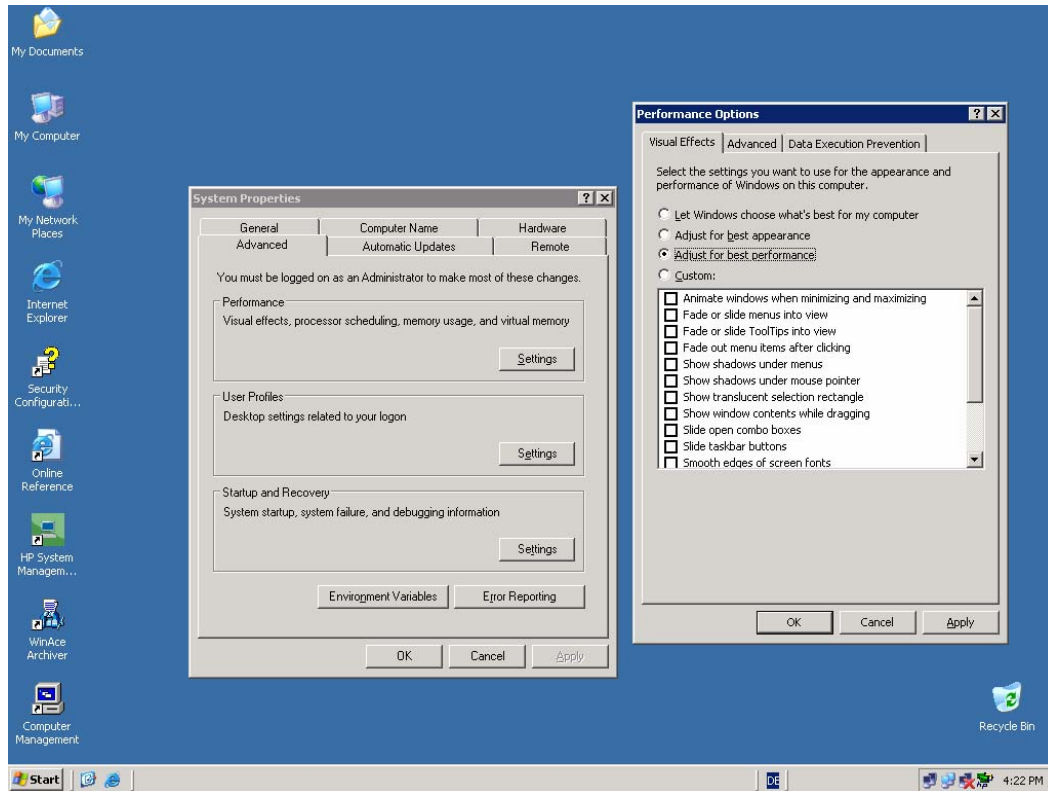 My Documents
My Computer
My Network
Places
Internet
Explorer
Security
Configurati...
Online
Reference
HP System
Managem...
WinAce
Archiver
Computer
Management
System Properties
General
Computer Name
Hardware
Advanced
Automatic Updates
Remote
You must be logged on as an Administrator to make most of these changes.
Performance
Visual effects, processor scheduling, memory usage, and virtual memory
Settings
User Profiles
Desktop settings related to your logon
Settings
Startup and Recovery
System startup, system failure, and debugging information
Settings
Environment Variables
Error Reporting
OK
Cancel
Apply
Performance Options
Visual Effects
Advanced
Data Execution Prevention
Select the settings you want to use for the appearance and
performance of Windows on this computer.
Let Windows choose what's best for my computer
Adjust for best appearance
Adjust for best performance
Custom:
Animate windows when minimizing and maximizing
Fade or slide menus into view
Fade or slide ToolTips into view
Fade out menu items after clicking
Show shadows under menus
Show shadows under mouse pointer
Show translucent selection rectangle
Show window contents while dragging
Slide open combo boxes
Slide taskbar buttons
Smooth edges of screen fonts
OK
Cancel
Apply
Recycle Bin
Start
DE
4:22 PM